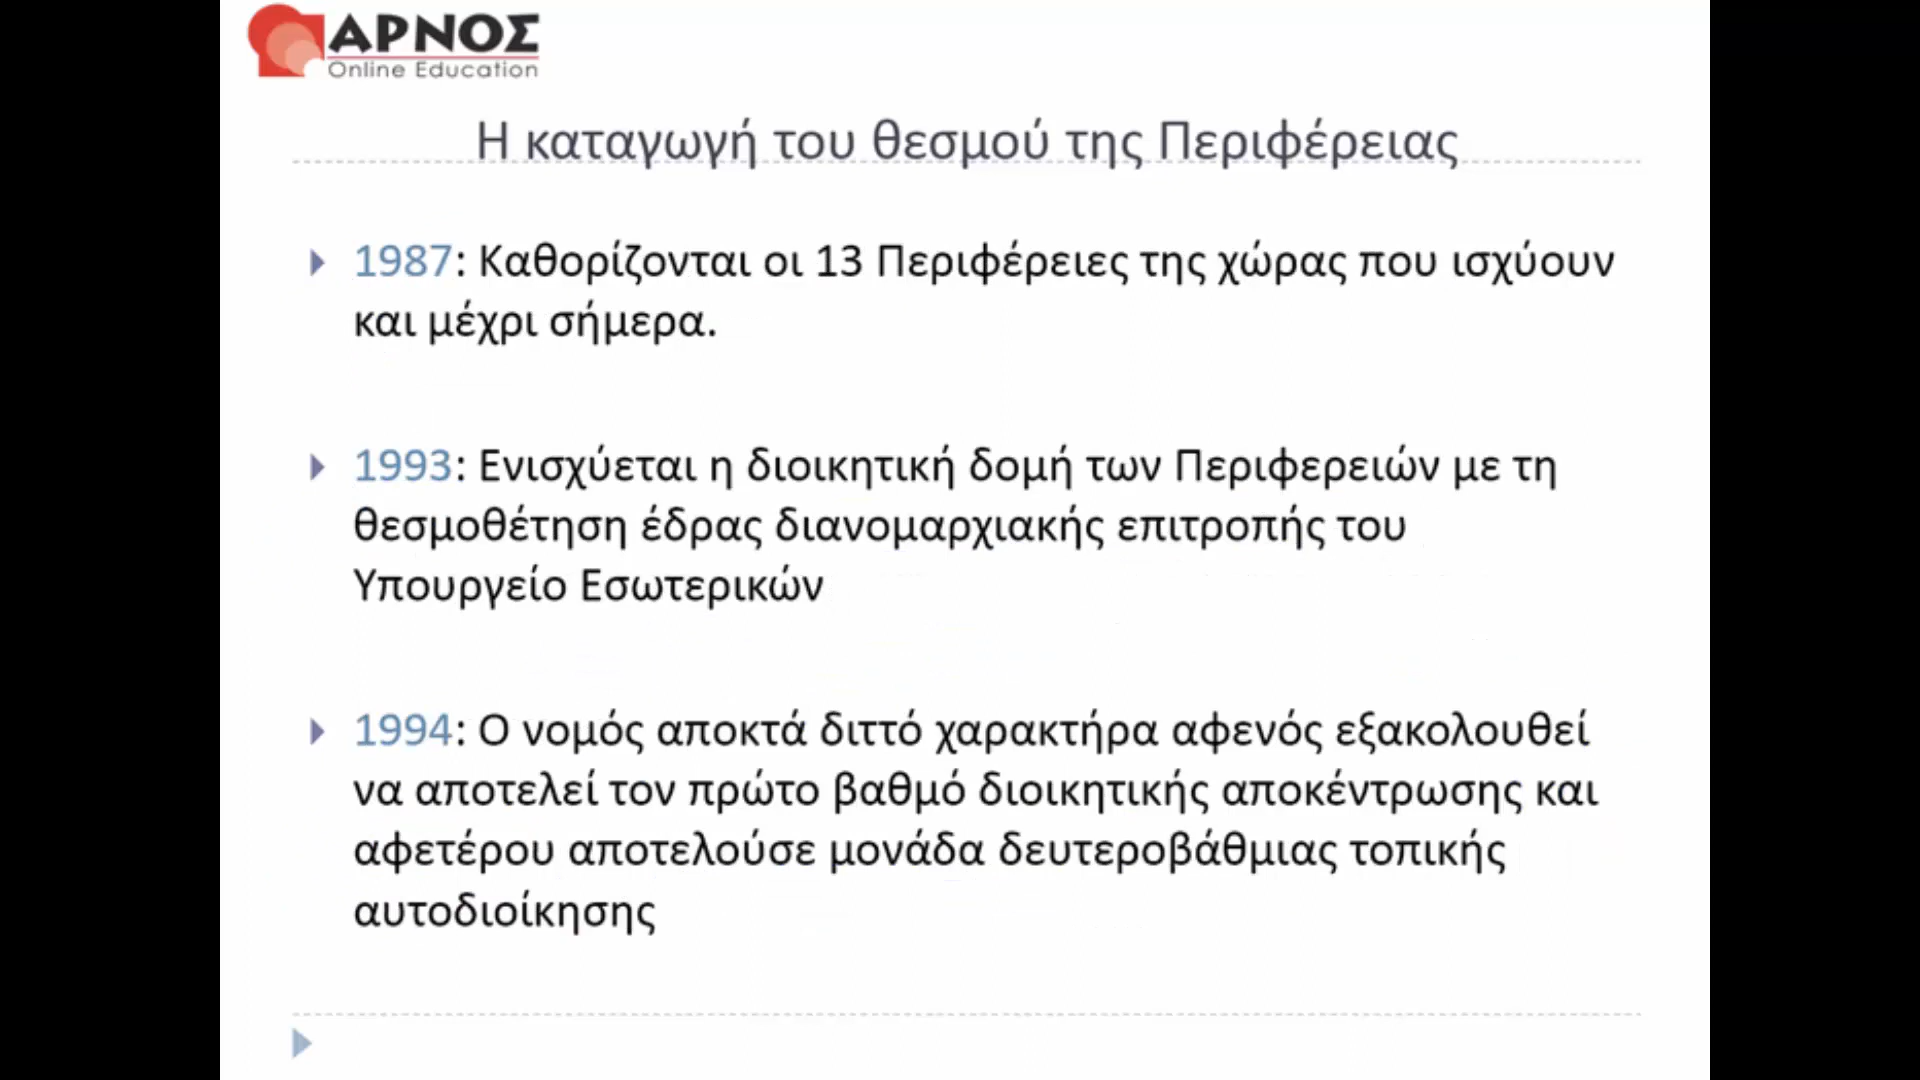 ΑΡΝΟΣ
Online Education
Η καταγωγή του θεσμού της Περιφέρειας
1987: Καθορίζονται οι 13 Περιφέρειες της χώρας που ισχύουν
και μέχρι σήμερα.
1993: Ενισχύεται η διοικητική δομή των Περιφερειών με τη
θεσμοθέτηση έδρας διανομαρχιακής επιτροπής του
Υπουργείο Εσωτερικών
1994: Ο νομός αποκτά διττό χαρακτήρα αφενός εξακολουθεί
να αποτελεί τον πρώτο βαθμό διοικητικής αποκέντρωσης και
αφετέρου αποτελούσε μονάδα δευτεροβάθμιας τοπικής
αυτοδιοίκησης